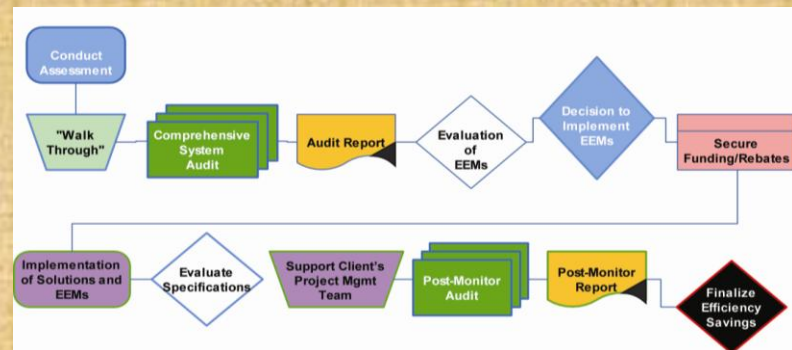 Conduct
Assessment
"Walk
Through"
Comprehensive
System
Audit
Audit Report
Evaluation
of
EEMs
Decision to
Implement
EEMs
Secure
Funding/Rebates
Implementation
of Solutions and
EEMs
Evaluate
Specifications
Support Client's
Project Mgmt
Team
Post-Monitor
Audit
Post-Monitor
Report
Finalize
Efficiency
Savings